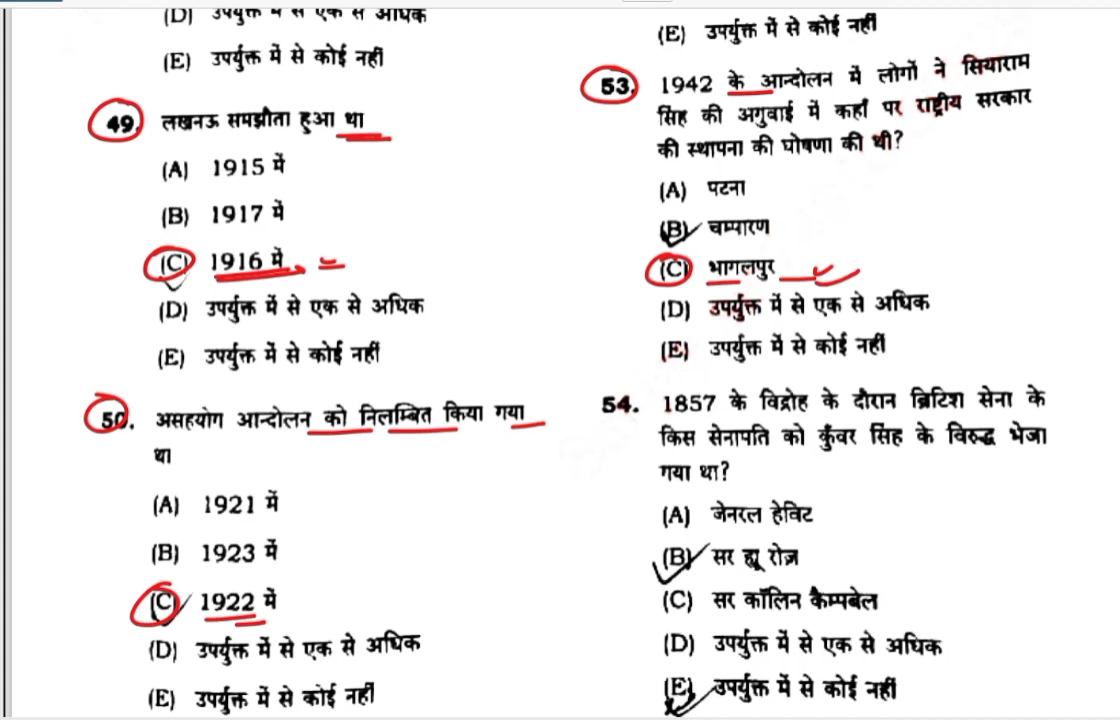 (D) उपर्युक्त में से एक से अधिक
(E) उपर्युक्त में से कोई नहीं
49. लखनऊ समझौता हुआ था
(A) 1915 में
(B) 1917 में
(C) 1916 में
(D) उपर्युक्त में से एक से अधिक
(E) उपर्युक्त में से कोई नहीं
50. असहयोग आन्दोलन को निलम्बित किया गया
था
(A) 1921 में
(B) 1923 में
(C) 1922 में
(D) उपर्युक्त में से एक से अधिक
(E) उपर्युक्त में से कोई नहीं
(E) उपर्युक्त में से कोई नहीं
53. 1942 के आन्दोलन में लोगों ने सियाराम
सिंह की अगुवाई में कहाँ पर राष्ट्रीय सरकार
की स्थापना की घोषणा की थी?
(A) पटना
(B) चम्पारण
(C) भागलपुर
(D) उपर्युक्त में से एक से अधिक
(E) उपर्युक्त में से कोई नहीं
54. 1857 के विद्रोह के दौरान ब्रिटिश सेना के
किस सेनापति को कुँवर सिंह के विरुद्ध भेजा
गया था?
(A) जेनरल हेविट
(B) सर ह्यू रोज़
(C) सर कॉलिन कैम्पबेल
(D) उपर्युक्त में से एक से अधिक
(E) उपर्युक्त में से कोई नहीं